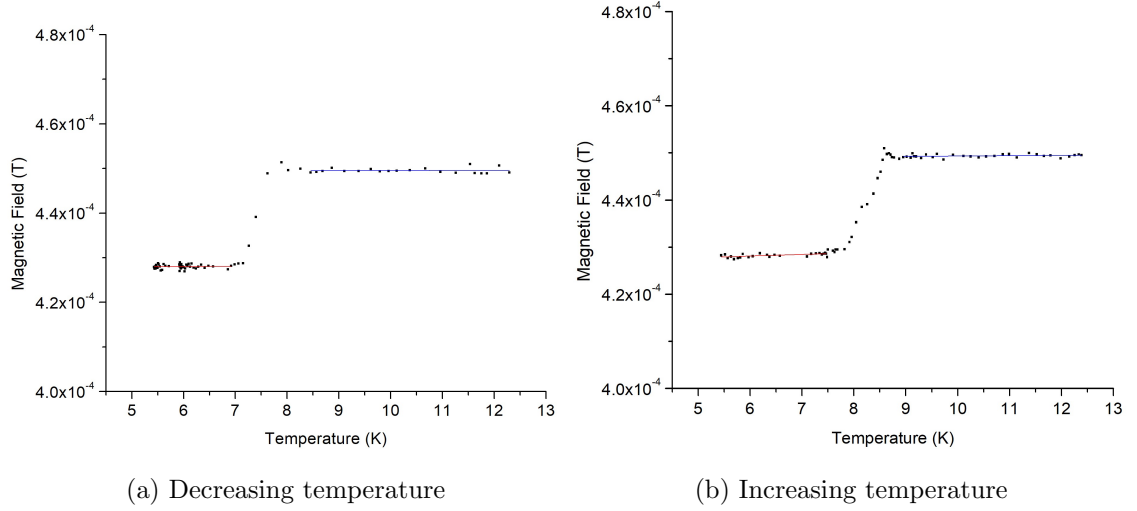 4.8x10⁻⁴
4.6x10⁻⁴
4.4x10⁻⁴
4.2x10⁻⁴
4.0x10⁻⁴
Magnetic Field (T)
5 6 7 8 9 10 11 12 13
Temperature (K)
(a) Decreasing temperature
4.8x10⁻⁴
4.6x10⁻⁴
4.4x10⁻⁴
4.2x10⁻⁴
4.0x10⁻⁴
Magnetic Field (T)
5 6 7 8 9 10 11 12 13
Temperature (K)
(b) Increasing temperature